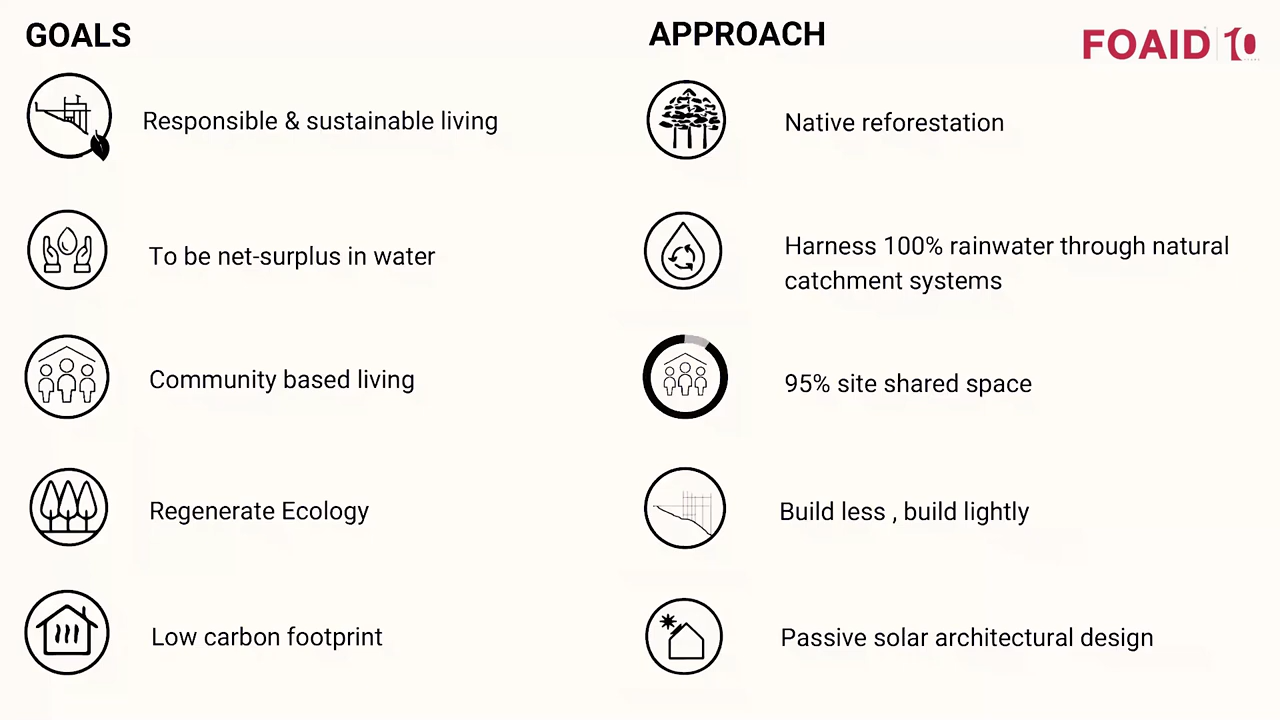 GOALS
Responsible & sustainable living
To be net-surplus in water
Community based living
Regenerate Ecology
Low carbon footprint
APPROACH
Native reforestation
Harness 100% rainwater through natural
catchment systems
95% site shared space
Build less , build lightly
Passive solar architectural design
FOAID 10